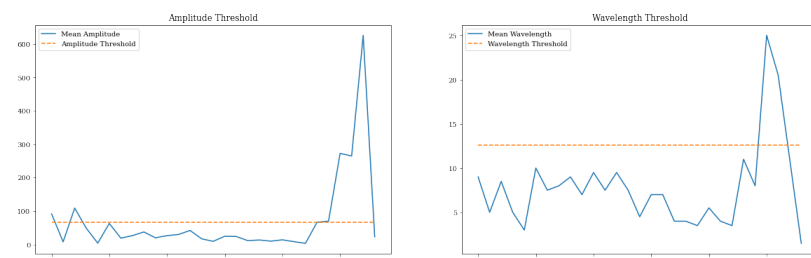 Amplitude Threshold
Mean Amplitude
Amplitude Threshold
600
500
400
300
200
100
0
Wavelength Threshold
Mean Wavelength
Wavelength Threshold
25
20
15
10
5